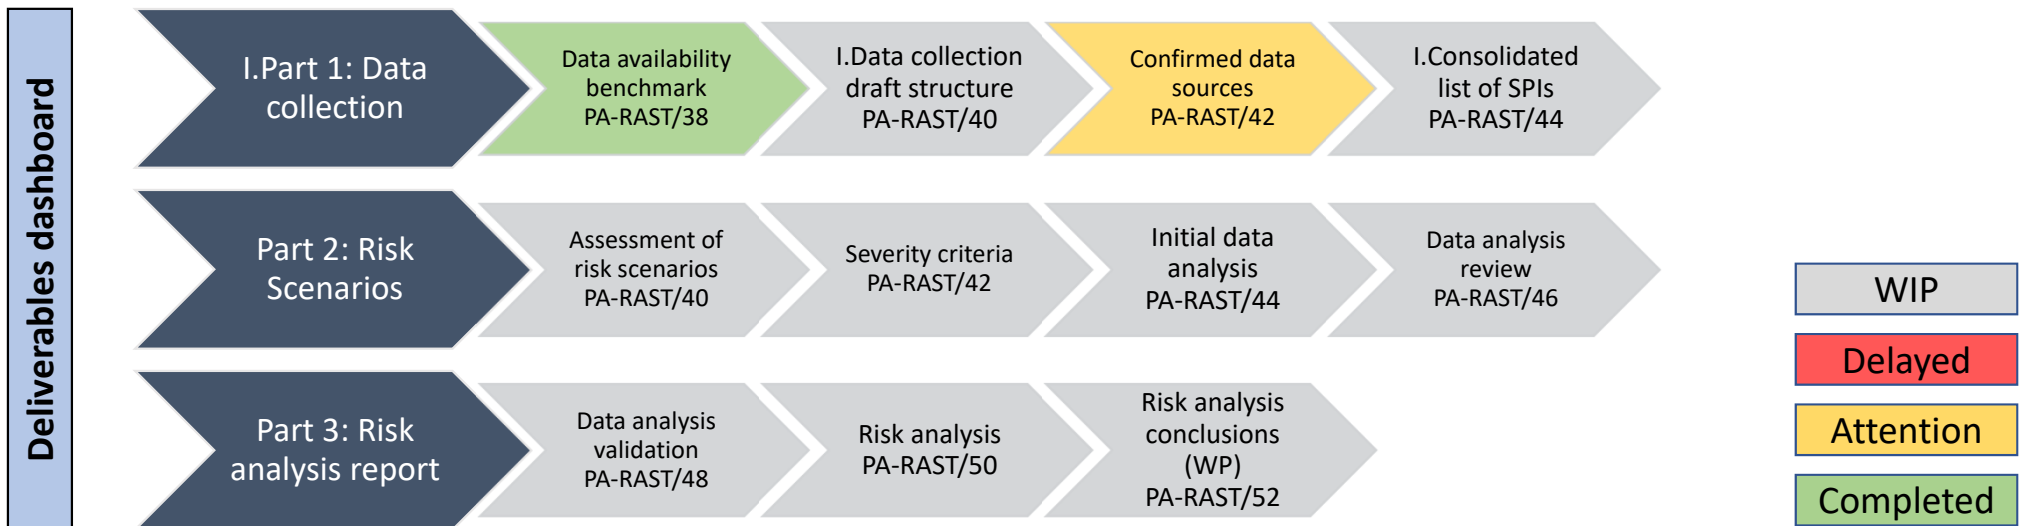 Deliverables dashboard
I.Part 1: Data
collection
Data availability
benchmark
PA-RAST/38
I.Data collection
draft structure
PA-RAST/40
Confirmed data
sources
PA-RAST/42
I.Consolidated
list of SPIs
PA-RAST/44
Part 2: Risk
Scenarios
Assessment of
risk scenarios
PA-RAST/40
Severity criteria
PA-RAST/42
Initial data
analysis
PA-RAST/44
Data analysis
review
PA-RAST/46
Part 3: Risk
analysis report
Data analysis
validation
PA-RAST/48
Risk analysis
PA-RAST/50
Risk analysis
conclusions
(WP)
PA-RAST/52
WIP
Delayed
Attention
Completed